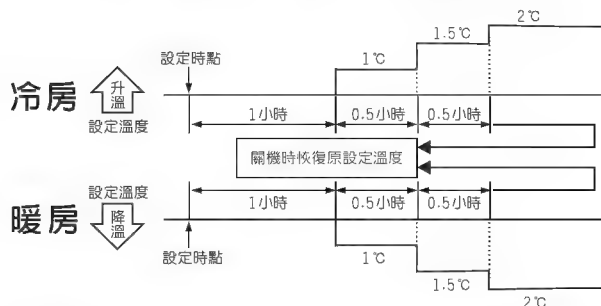 2℃
1.5℃
1℃
設定時點
冷房
升溫
設定溫度
1小時
0.5小時
0.5小時
關機時恢復原設定溫度
設定溫度
暖房
降溫
1小時
0.5小時
0.5小時
設定時點
1℃
1.5℃
2℃